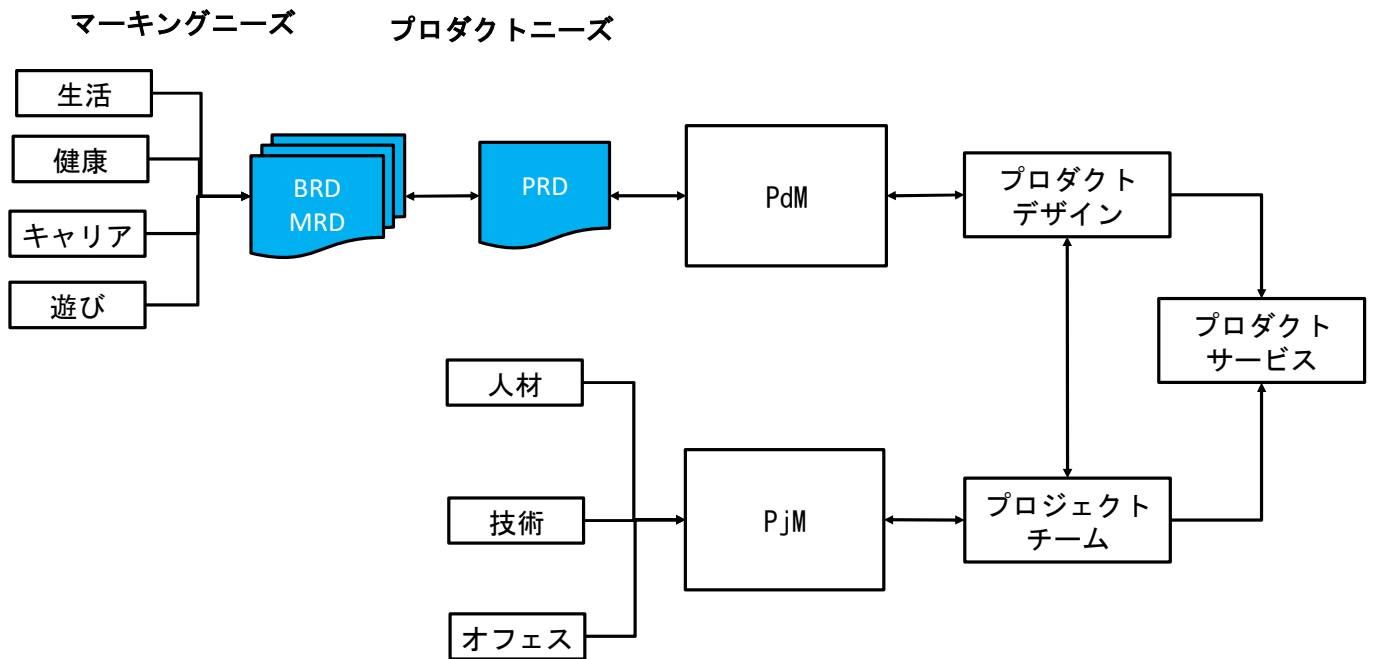 マーキングニーズ
プロダクトニーズ
生活
健康
キャリア
遊び
BRD
MRD
PRD
PdM
プロダクト
デザイン
プロダクト
サービス
人材
技術
オフェス
PjM
プロジェクト
チーム